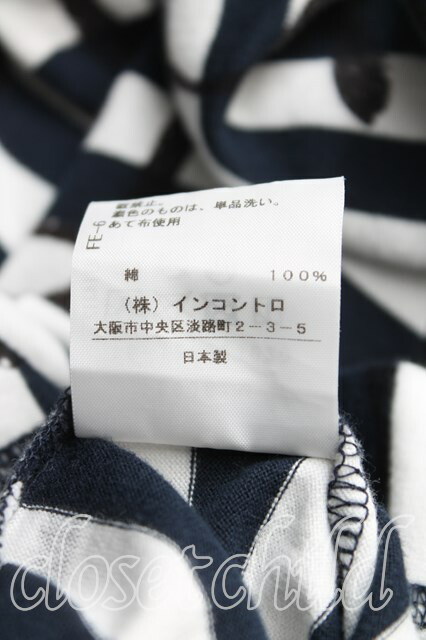 濃色のものは、単品洗い。
あて布使用
FE-6
綿 100%
(株)インコントロ
大阪市中央区淡路町2-3-5
日本製
closetchild